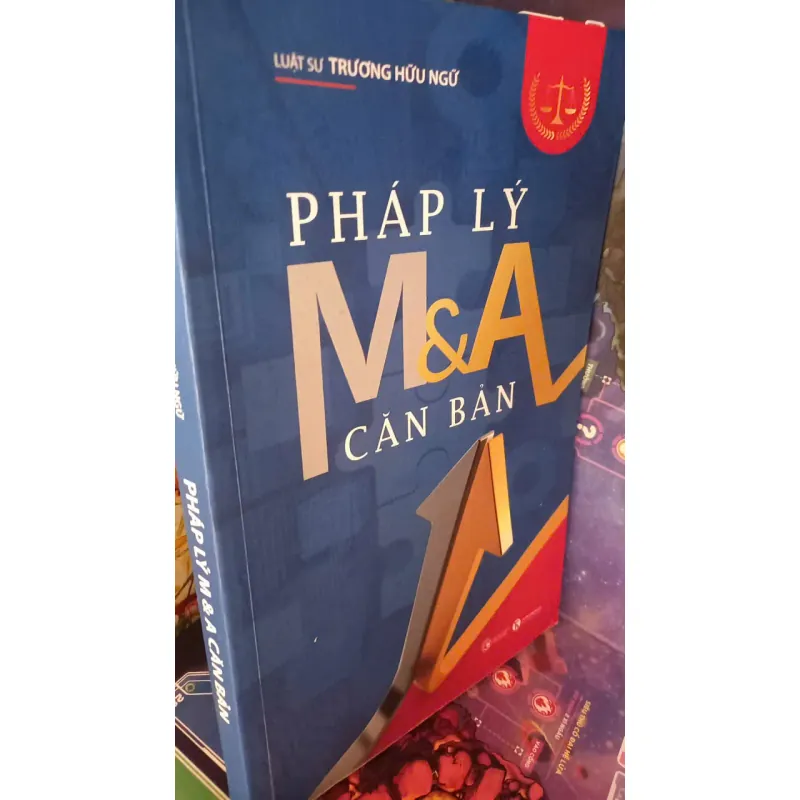 LUẬT SƯ TRƯƠNG HỮU NGỮ
PHÁP LÝ
M&A
CĂN BẢN
PHÁP LÝ M & A CĂN BẢN